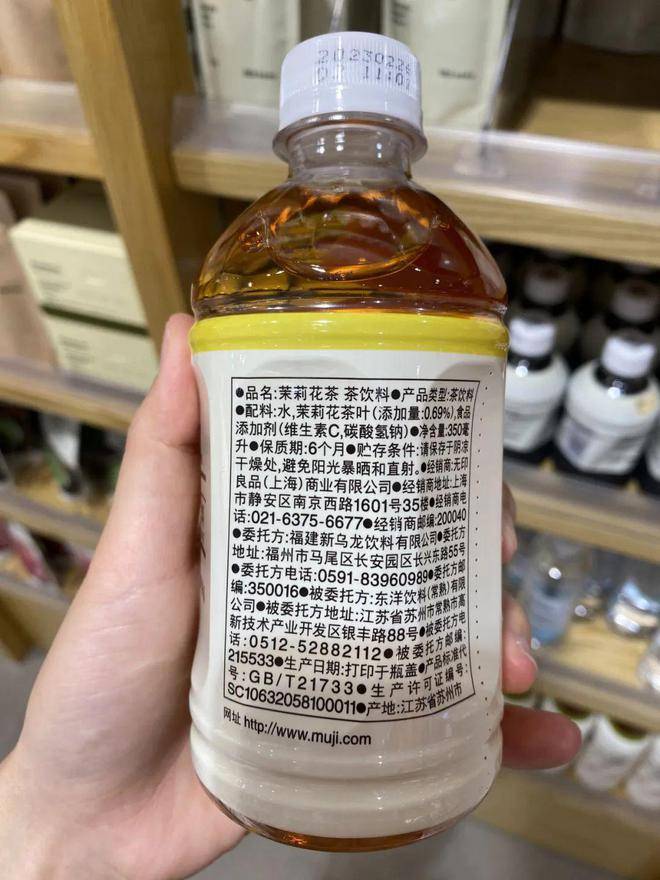 20230226
11:01
●品名:茉莉花茶 茶饮料●产品类型:茶饮料
●配料:水,茉莉花茶叶(添加量:0.69%),食品
添加剂(维生素C,碳酸氢钠)●净含量:350毫
升●保质期:6个月●贮存条件:请保存于阴凉
干燥处,避免阳光暴晒和直射。●经销商:无印
良品(上海)商业有限公司●经销商地址:上海
市静安区南京西路1601号35楼●经销商电
话:021-6375-6677●经销商邮编:200040
●委托方:福建新乌龙饮料有限公司●委托方
地址:福州市马尾区长安园区长兴东路55号
●委托方电话:0591-83960989●委托方邮
编:350016●被委托方:东洋饮料(常熟)有限
公司●被委托方地址:江苏省苏州市常熟市高
新技术产业开发区银丰路88号●被委托方电
话:0512-52882112●被委托方邮编:
215533●生产日期:打印于瓶盖●产品标准代
号:GB/T21733●生产许可证编号:
SC10632058100011●产地:江苏省苏州市
网址 http://www.muji.com